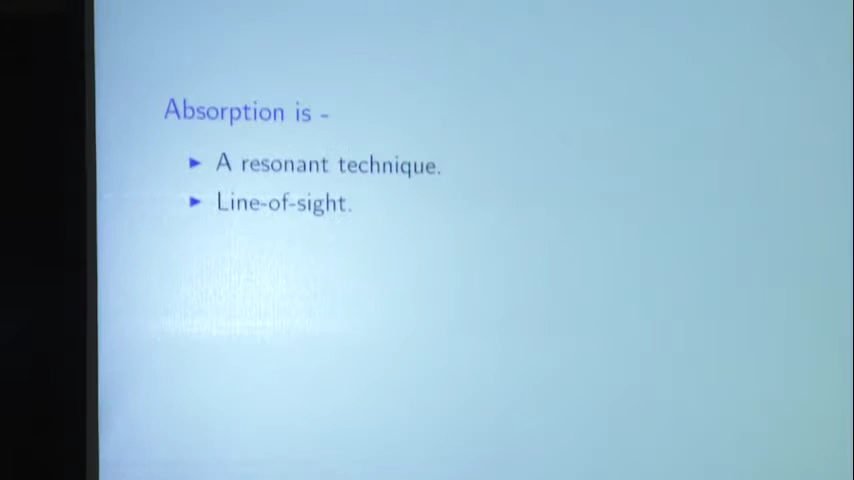 Absorption is -
► A resonant technique.
► Line-of-sight.